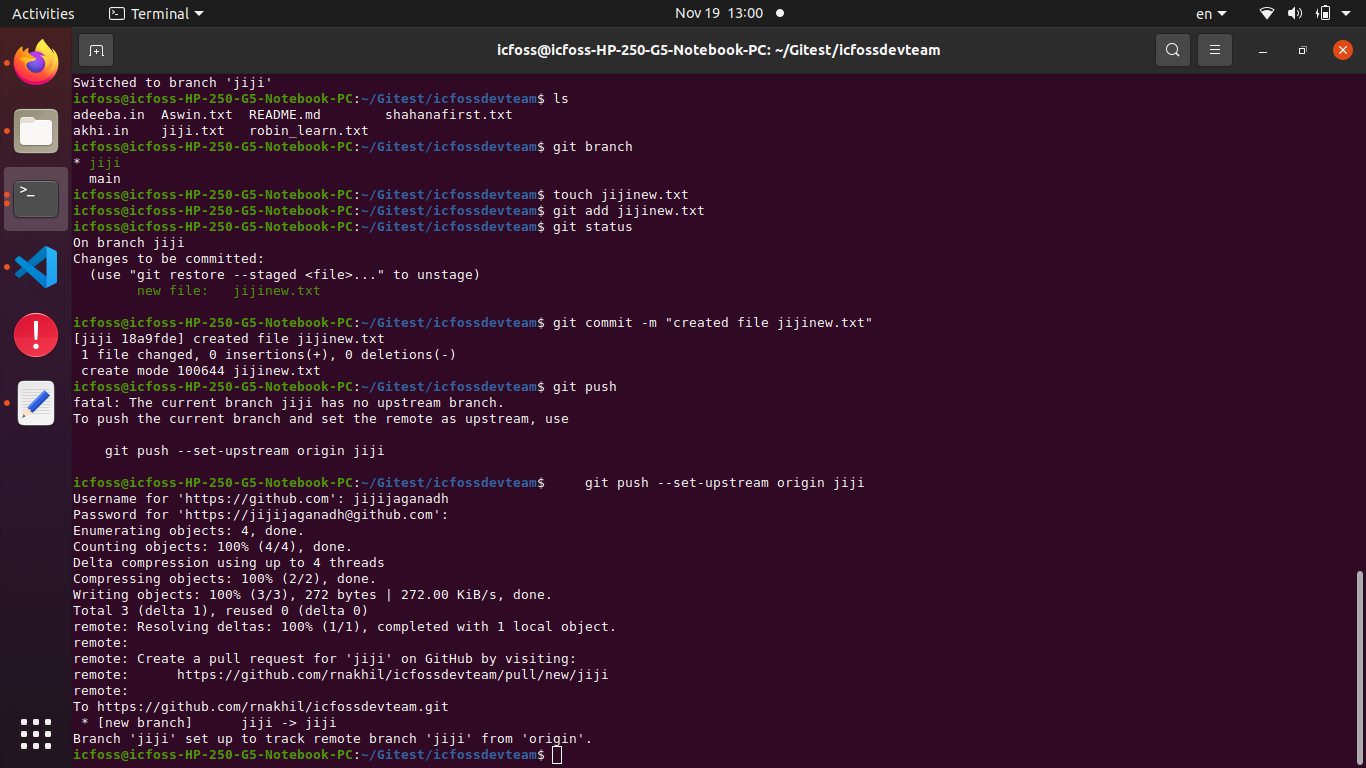 Activities Terminal Nov 19 13:00 en
icfoss@icfoss-HP-250-G5-Notebook-PC: ~/Gitest/icfossdevteam
Switched to branch 'jiji'
icfoss@icfoss-HP-250-G5-Notebook-PC:~/Gitest/icfossdevteam$ ls
adeeba.in  Aswin.txt  README.md        shahanafirst.txt
akhi.in    jiji.txt   robin_learn.txt
icfoss@icfoss-HP-250-G5-Notebook-PC:~/Gitest/icfossdevteam$ git branch
* jiji
  main
icfoss@icfoss-HP-250-G5-Notebook-PC:~/Gitest/icfossdevteam$ touch jijinew.txt
icfoss@icfoss-HP-250-G5-Notebook-PC:~/Gitest/icfossdevteam$ git add jijinew.txt
icfoss@icfoss-HP-250-G5-Notebook-PC:~/Gitest/icfossdevteam$ git status
On branch jiji
Changes to be committed:
  (use "git restore --staged <file>..." to unstage)
        new file:   jijinew.txt
icfoss@icfoss-HP-250-G5-Notebook-PC:~/Gitest/icfossdevteam$ git commit -m "created file jijinew.txt"
[jiji 18a9fde] created file jijinew.txt
 1 file changed, 0 insertions(+), 0 deletions(-)
 create mode 100644 jijinew.txt
icfoss@icfoss-HP-250-G5-Notebook-PC:~/Gitest/icfossdevteam$ git push
fatal: The current branch jiji has no upstream branch.
To push the current branch and set the remote as upstream, use
    git push --set-upstream origin jiji
icfoss@icfoss-HP-250-G5-Notebook-PC:~/Gitest/icfossdevteam$     git push --set-upstream origin jiji
Username for 'https://github.com': jijijaganadh
Password for 'https://jijijaganadh@github.com':
Enumerating objects: 4, done.
Counting objects: 100% (4/4), done.
Delta compression using up to 4 threads
Compressing objects: 100% (2/2), done.
Writing objects: 100% (3/3), 272 bytes | 272.00 KiB/s, done.
Total 3 (delta 1), reused 0 (delta 0)
remote: Resolving deltas: 100% (1/1), completed with 1 local object.
remote:
remote: Create a pull request for 'jiji' on GitHub by visiting:
remote:      https://github.com/rnakhil/icfossdevteam/pull/new/jiji
remote:
To https://github.com/rnakhil/icfossdevteam.git
 * [new branch]      jiji -> jiji
Branch 'jiji' set up to track remote branch 'jiji' from 'origin'.
icfoss@icfoss-HP-250-G5-Notebook-PC:~/Gitest/icfossdevteam$